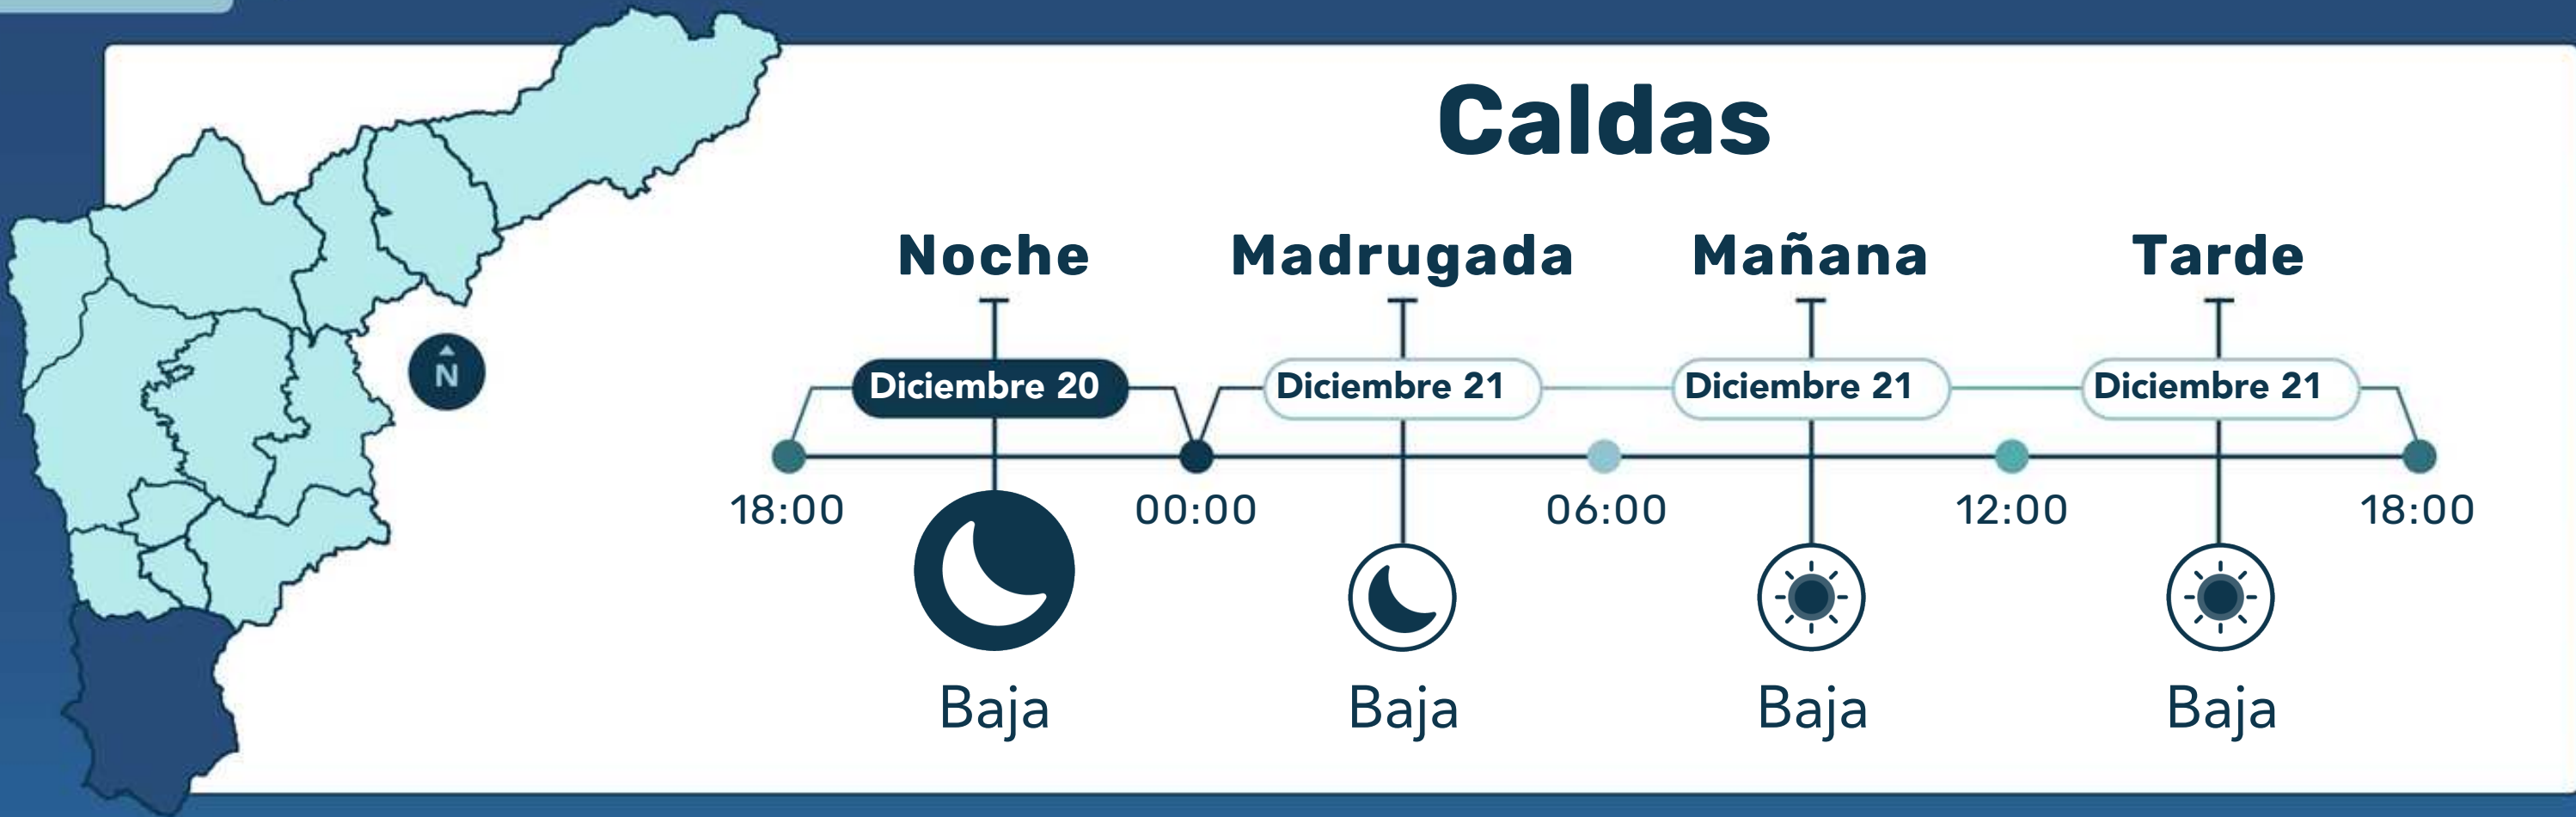 Caldas
Noche Madrugada Mañana Tarde
N
Diciembre 20 Diciembre 21 Diciembre 21 Diciembre 21
18:00 00:00 06:00 12:00 18:00
Baja Baja Baja Baja